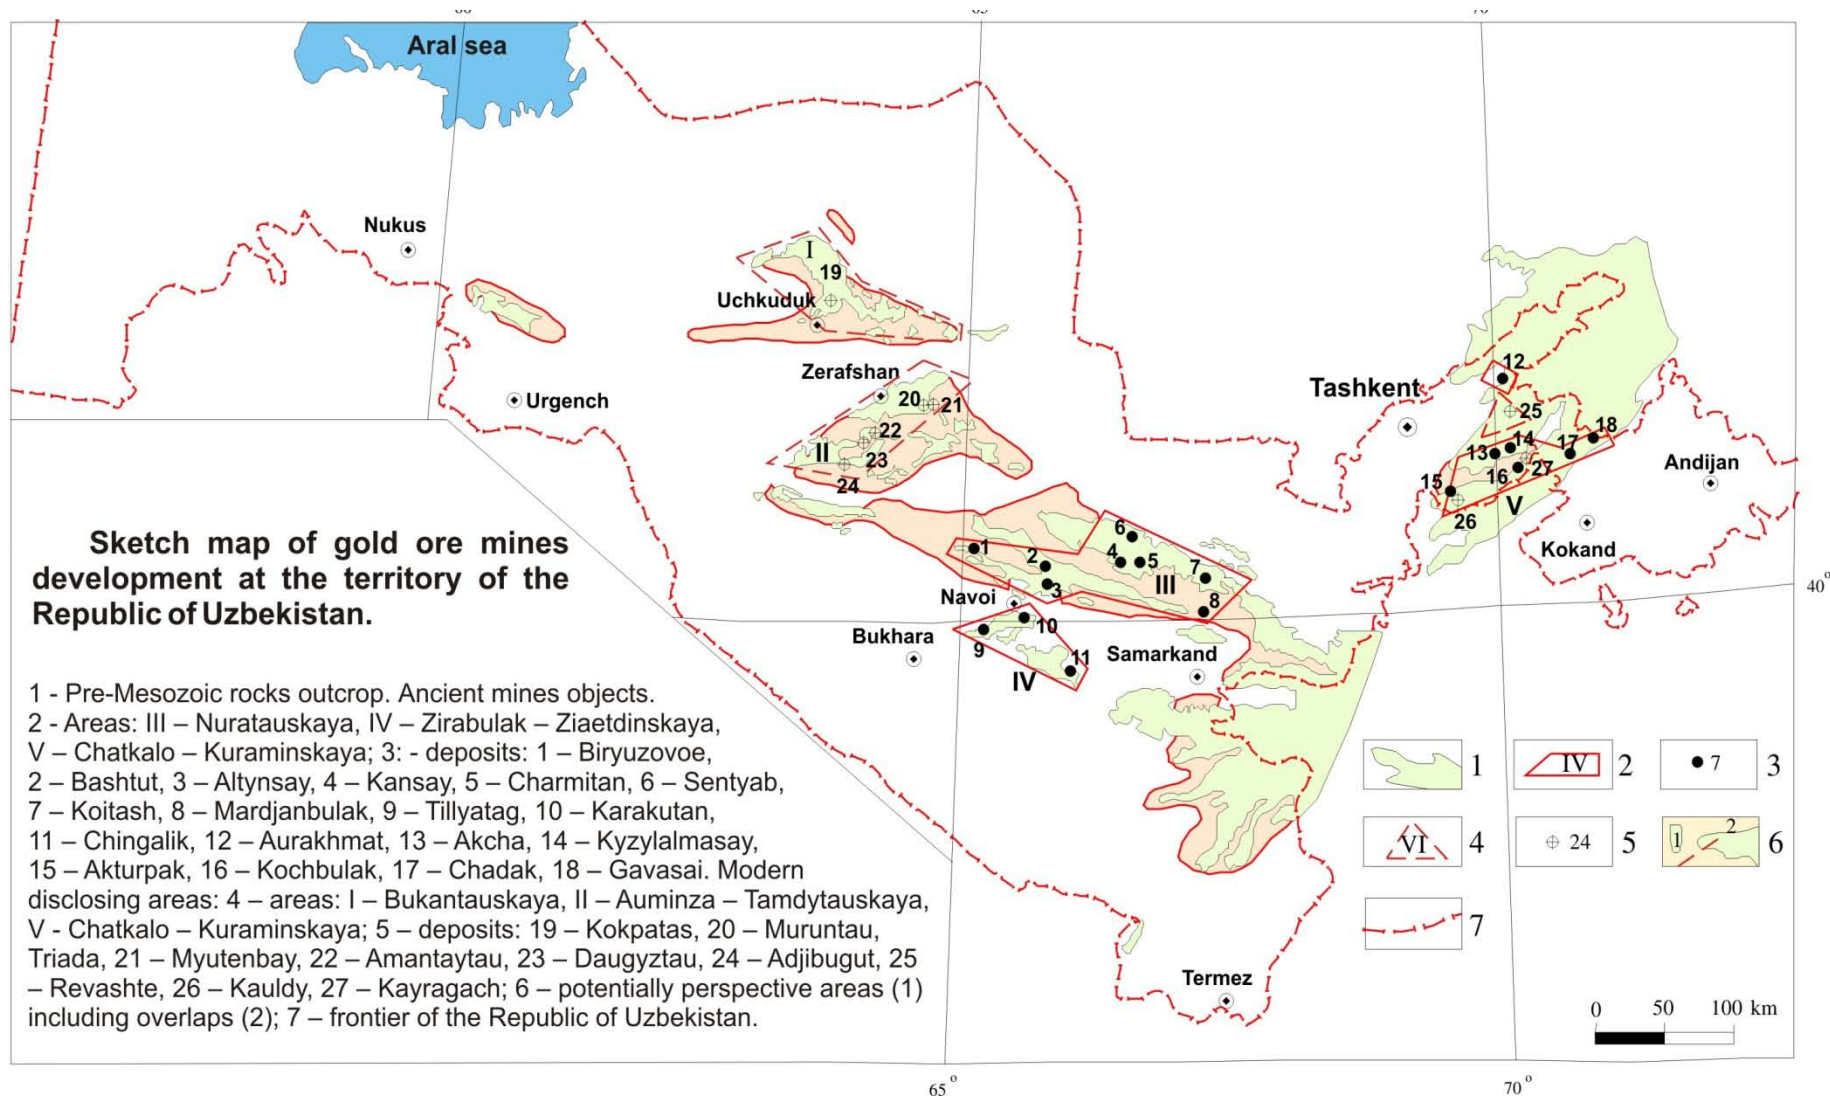 60
65
70
Aral sea
Nukus
I
19
Uchkuduk
Zerafshan
12
Tashkent
Urgench
20
21
25
22
18
14
17
II
13
Andijan
23
27
16
24
15
V
6
26
Kokand
1
2
4
5
7
III
40 o
3
Navoi
8
10
Bukhara
9
11
Samarkand
IV
Sketch map of gold ore mines
development at the territory of the
Republic of Uzbekistan.
1 - Pre-Mesozoic rocks outcrop. Ancient mines objects.
2 - Areas: III – Nuratauskaya, IV – Zirabulak – Ziaetdinskaya,
V – Chatkalo – Kuraminskaya; 3: - deposits: 1 – Biryuzovoe,
2 – Bashtut, 3 – Altynsay, 4 – Kansay, 5 – Charmitan, 6 – Sentyab,
7 – Koitash, 8 – Mardjanbulak, 9 – Tillyatag, 10 – Karakutan,
11 – Chingalik, 12 – Aurakhmat, 13 – Akcha, 14 – Kyzylalmasay,
15 – Akturpak, 16 – Kochbulak, 17 – Chadak, 18 – Gavasai. Modern
disclosing areas: 4 – areas: I – Bukantauskaya, II – Auminza – Tamdytauskaya,
V - Chatkalo – Kuraminskaya; 5 – deposits: 19 – Kokpatas, 20 – Muruntau,
Triada, 21 – Myutenbay, 22 – Amantaytau, 23 – Daugyztau, 24 – Adjibugut, 25
– Revashte, 26 – Kauldy, 27 – Kayragach; 6 – potentially perspective areas (1)
including overlaps (2); 7 – frontier of the Republic of Uzbekistan.
1
IV 2
7 3
VI 4
24 5
1 2 6
7
Termez
0 50 100 km
65 o
70 o